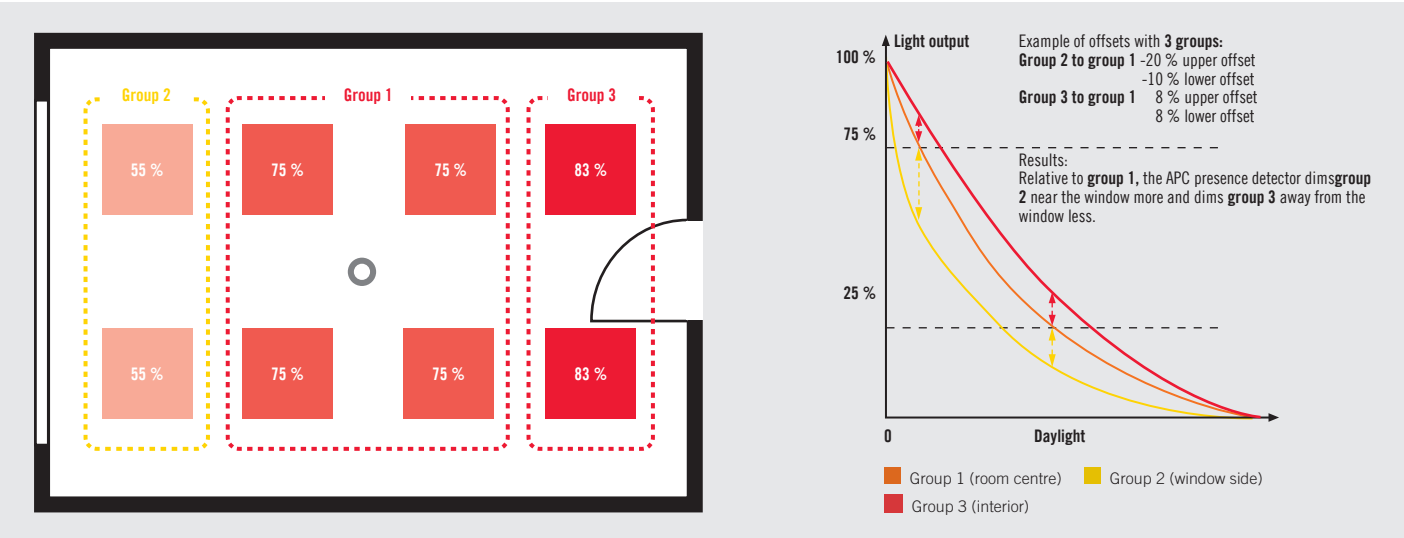 Group 2
Group 1
Group 3
55 %
75 %
75 %
83 %
55 %
75 %
75 %
83 %
Light output
100 %
75 %
25 %
0
Daylight
Example of offsets with 3 groups:
Group 2 to group 1 -20 % upper offset
-10 % lower offset
Group 3 to group 1 8 % upper offset
8 % lower offset
Results:
Relative to group 1, the APC presence detector dimsgroup
2 near the window more and dims group 3 away from the
window less.
Group 1 (room centre)
Group 2 (window side)
Group 3 (interior)